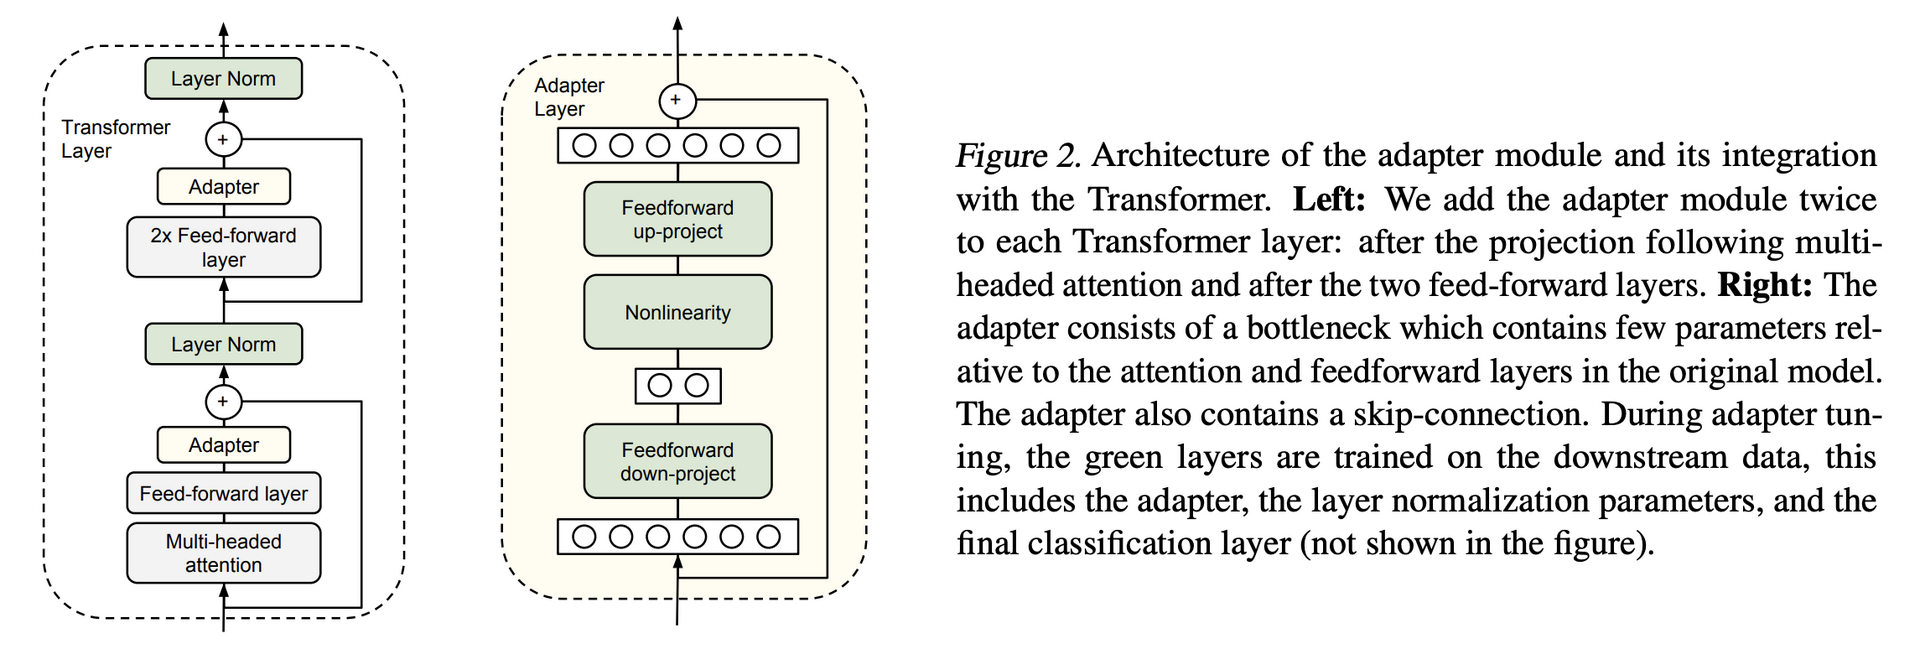 Layer Norm
Transformer
Layer
+
Adapter
2x Feed-forward
layer
Layer Norm
+
Adapter
Feed-forward layer
Multi-headed
attention
Adapter
Layer
+
Feedforward
up-project
Nonlinearity
Feedforward
down-project
Figure 2. Architecture of the adapter module and its integration
with the Transformer. Left: We add the adapter module twice
to each Transformer layer: after the projection following multi-
headed attention and after the two feed-forward layers. Right: The
adapter consists of a bottleneck which contains few parameters rel-
ative to the attention and feedforward layers in the original model.
The adapter also contains a skip-connection. During adapter tun-
ing, the green layers are trained on the downstream data, this
includes the adapter, the layer normalization parameters, and the
final classification layer (not shown in the figure).